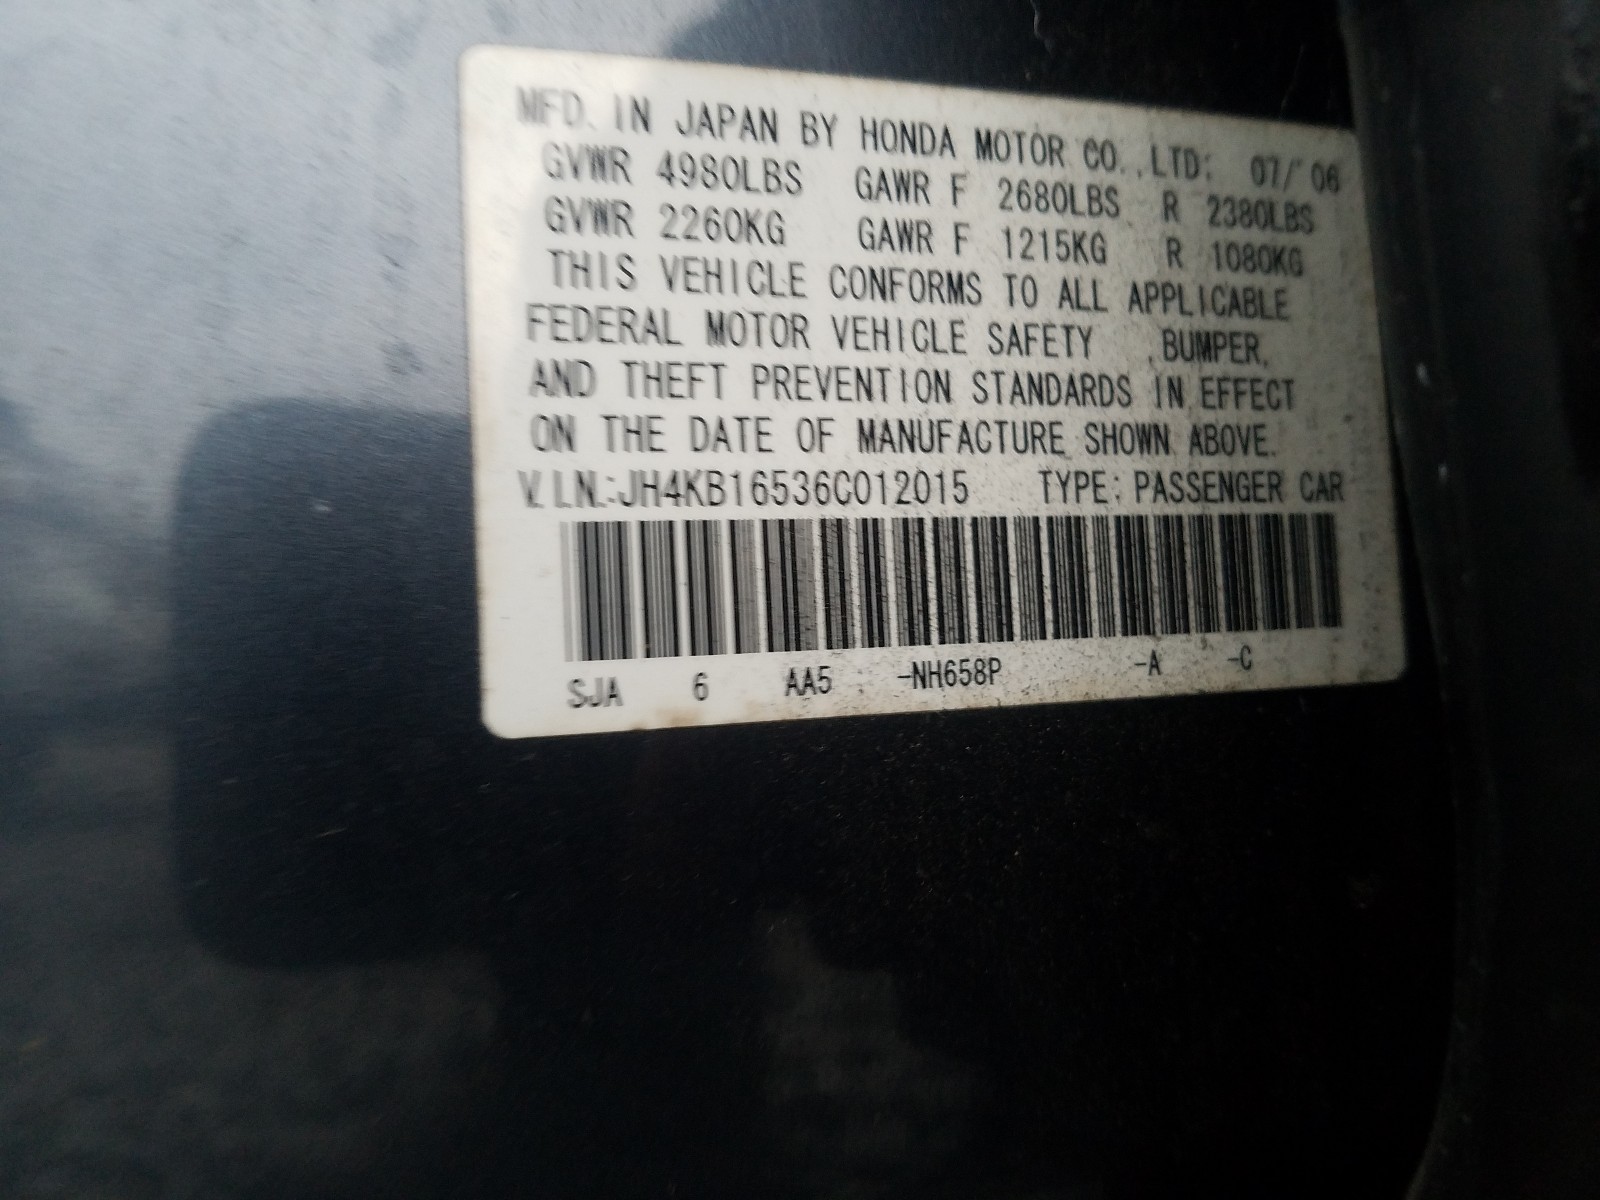 MFD. IN JAPAN BY HONDA MOTOR CO.,LTD: 07/'06
GVWR 4980LBS GAWR F 2680LBS R 2380LBS
GVWR 2260KG GAWR F 1215KG R 1080KG
THIS VEHICLE CONFORMS TO ALL APPLICABLE
FEDERAL MOTOR VEHICLE SAFETY ,BUMPER,
AND THEFT PREVENTION STANDARDS IN EFFECT
ON THE DATE OF MANUFACTURE SHOWN ABOVE.
V.I.N.:JH4KB16536C012015 TYPE: PASSENGER CAR
SJA 6 AA5 -NH658P -A -C